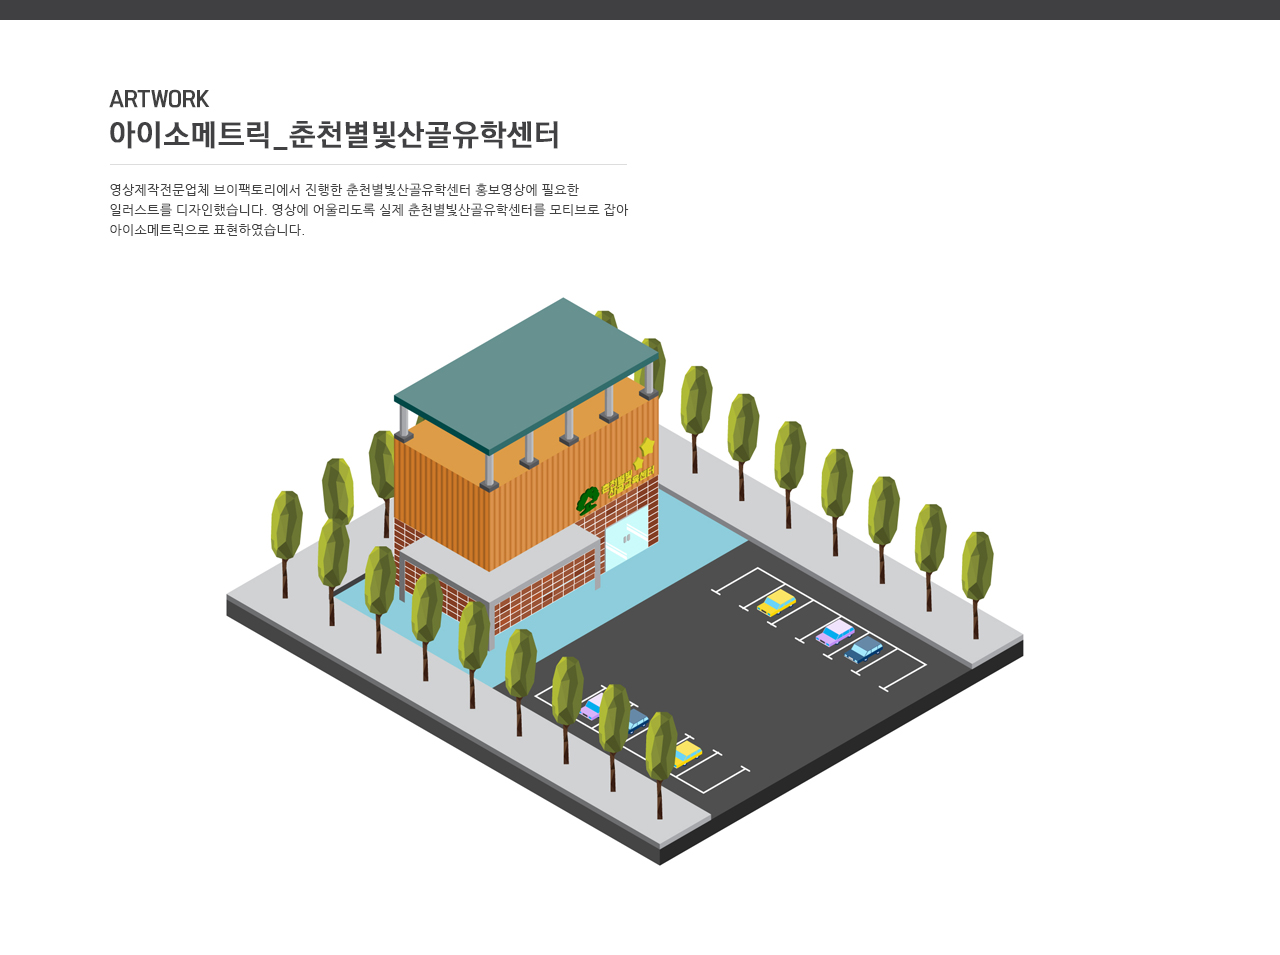 ARTWORK
아이소메트릭_춘천별빛산골유학센터
영상제작전문업체 브이팩토리에서 진행한 춘천별빛산골유학센터 홍보영상에 필요한
일러스트를 디자인했습니다. 영상에 어울리도록 실제 춘천별빛산골유학센터를 모티브로 잡아
아이소메트릭으로 표현하였습니다.
춘천별빛
산골교육센터